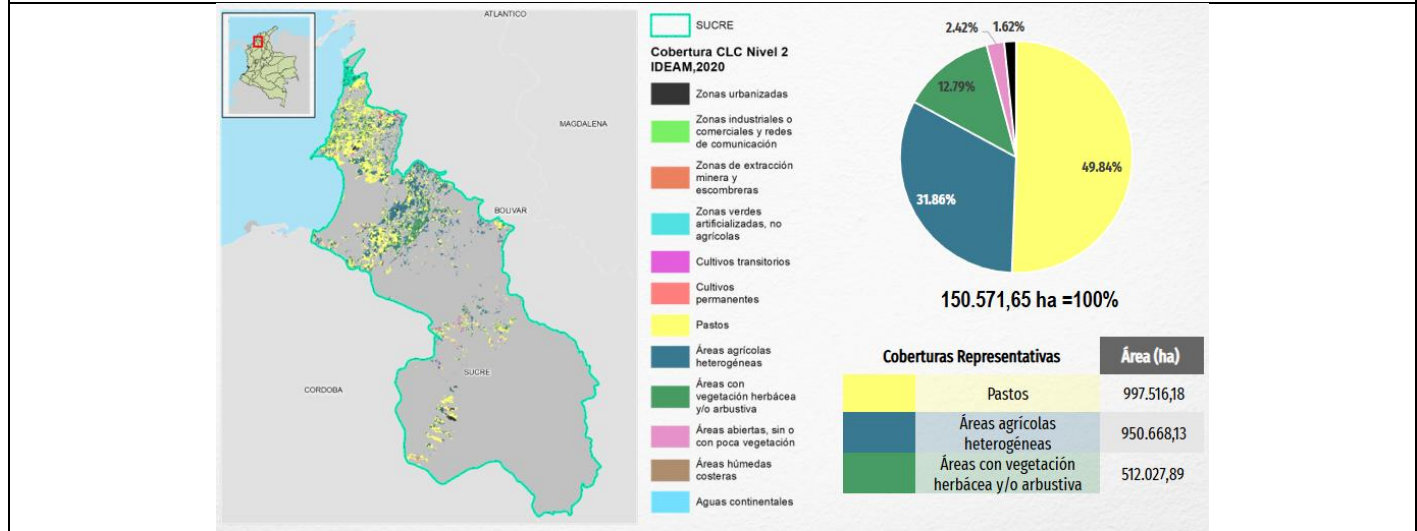 ATLANTICO
MAGDALENA
BOLIVAR
SUCRE
CORDOBA
SUCRE
Cobertura CLC Nivel 2
IDEAM,2020
Zonas urbanizadas
Zonas industriales o
comerciales y redes
de comunicación
Zonas de extracción
minera y
escombreras
Zonas verdes
artificializadas, no
agrícolas
Cultivos transitorios
Cultivos
permanentes
Pastos
Áreas agrícolas
heterogéneas
Áreas con
vegetación herbácea
y/o arbustiva
Áreas abiertas, sin o
con poca vegetación
Áreas húmedas
costeras
Aguas continentales
2.42% 1.62%
12.79%
49.84%
31.86%
150.571,65 ha =100%
Coberturas Representativas Área (ha)
Pastos 997.516,18
Áreas agrícolas
heterogéneas 950.668,13
Áreas con vegetación
herbácea y/o arbustiva 512.027,89